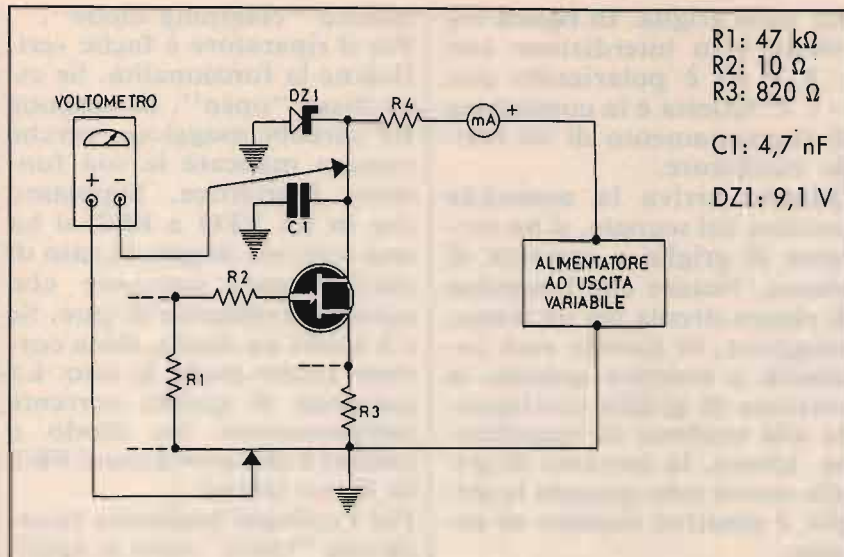 R1: 47 kΩ
R2: 10 Ω
R3: 820 Ω
C1: 4,7 nF
DZ1: 9,1 V
VOLTOMETRO
+ −
DZ1
R4
mA
+
C1
R2
R1
R3
ALIMENTATORE
AD USCITA
VARIABILE